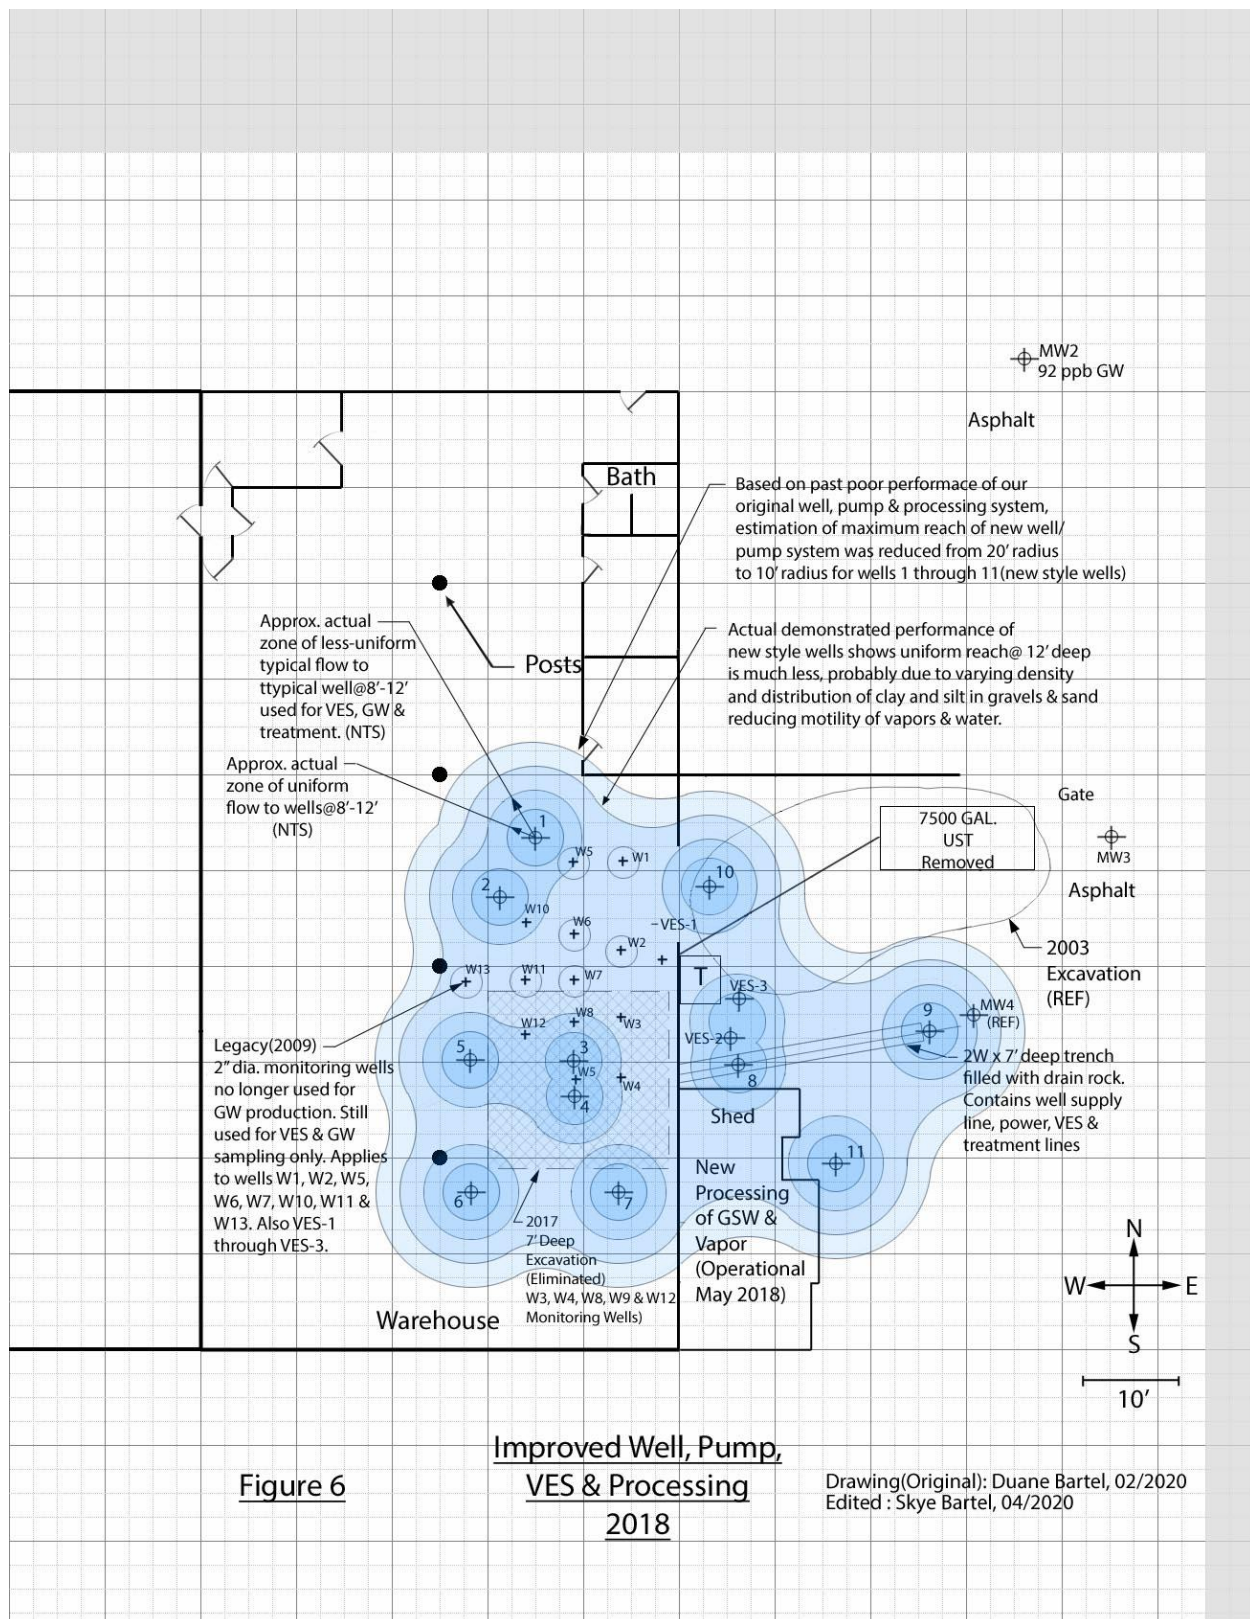 MW2
92 ppb GW
Asphalt
Bath
Based on past poor performace of our
original well, pump & processing system,
estimation of maximum reach of new well/
pump system was reduced from 20' radius
to 10' radius for wells 1 through 11(new style wells)
Approx. actual
zone of less-uniform
typical flow to
ttypical well@8'-12'
used for VES, GW &
treatment. (NTS)
Posts
Actual demonstrated performance of
new style wells shows uniform reach@ 12' deep
is much less, probably due to varying density
and distribution of clay and silt in gravels & sand
reducing motility of vapors & water.
Approx. actual
zone of uniform
flow to wells@8'-12'
(NTS)
Gate
7500 GAL.
UST
Removed
MW3
Asphalt
1
W5
W1
10
2
W10
W6
VES-1
W2
2003
Excavation
(REF)
W13
W11
W7
T
VES-3
MW4
(REF)
9
W8
W3
W12
VES-2
5
3
W5
W4
4
8
Legacy(2009)
2" dia. monitoring wells
no longer used for
GW production. Still
used for VES & GW
sampling only. Applies
to wells W1, W2, W5,
W6, W7, W10, W11 &
W13. Also VES-1
through VES-3.
2W x 7' deep trench
filled with drain rock.
Contains well supply
line, power, VES &
treatment lines
Shed
11
6
7
New
Processing
of GSW &
Vapor
(Operational
May 2018)
2017
7' Deep
Excavation
(Eliminated)
W3, W4, W8, W9 & W12
Monitoring Wells)
Warehouse
N
W
E
S
10'
Improved Well, Pump,
VES & Processing
2018
Figure 6
Drawing(Original): Duane Bartel, 02/2020
Edited : Skye Bartel, 04/2020